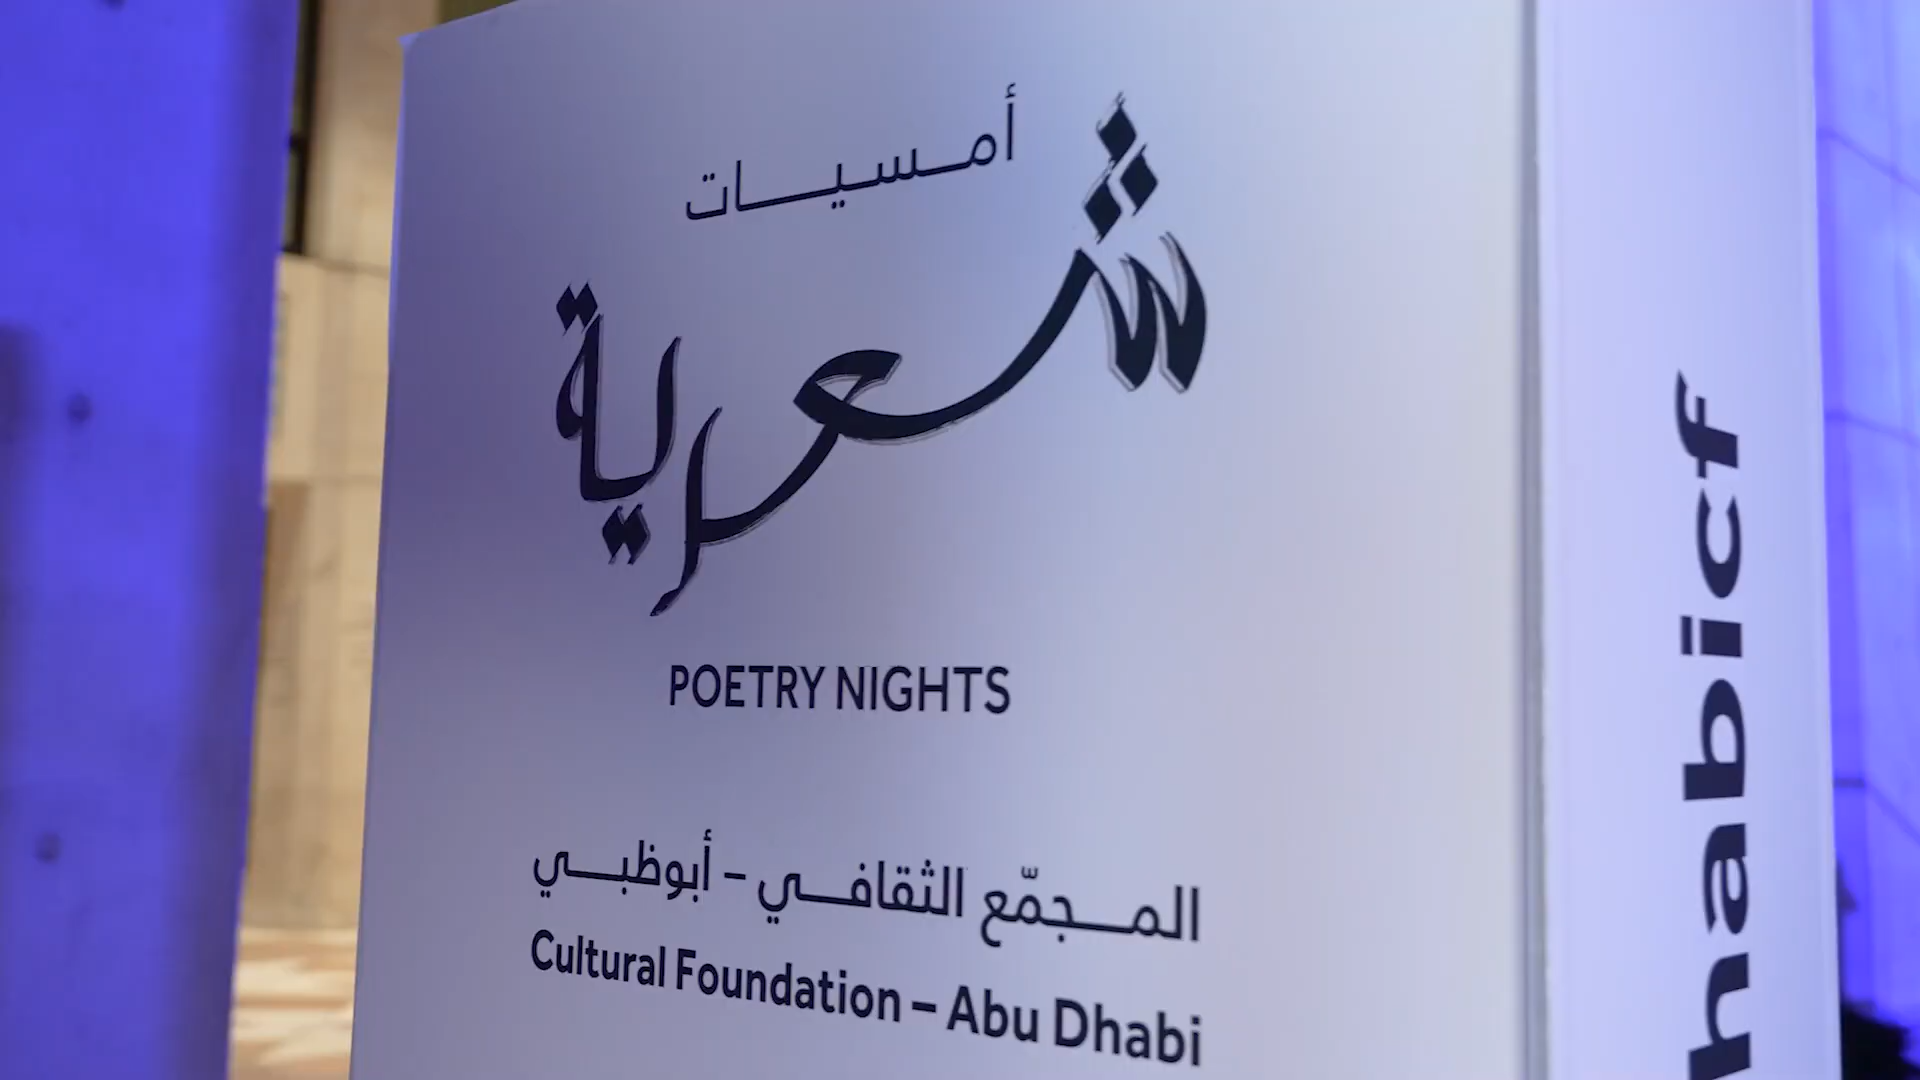 أمسيات
شعرية
POETRY NIGHTS
المجمّع الثقافي – أبوظبي
Cultural Foundation – Abu Dhabi
habicf